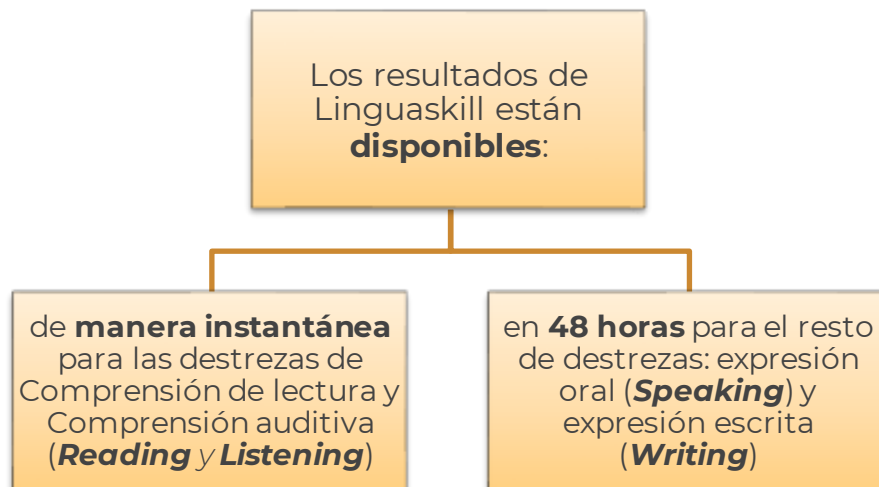 Los resultados de
Linguaskill están
disponibles:
de manera instantánea
para las destrezas de
Comprensión de lectura y
Comprensión auditiva
(Reading y Listening)
en 48 horas para el resto
de destrezas: expresión
oral (Speaking) y
expresión escrita
(Writing)